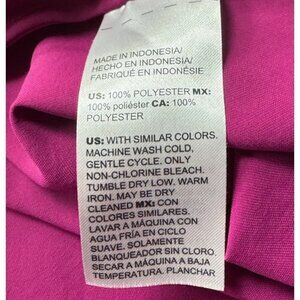 MADE IN INDONESIA/
HECHO EN INDONESIA/
FABRIQUÉ EN INDONÉSIE
US: 100% POLYESTER MX:
100% poliéster CA: 100%
POLYESTER
US: WITH SIMILAR COLORS.
MACHINE WASH COLD,
GENTLE CYCLE. ONLY
NON-CHLORINE BLEACH.
TUMBLE DRY LOW. WARM
IRON. MAY BE DRY
CLEANED MX: CON
COLORES SIMILARES.
LAVAR A MÁQUINA CON
AGUA FRÍA EN CICLO
SUAVE. SOLAMENTE
BLANQUEADOR SIN CLORO.
SECAR A MÁQUINA A BAJA
TEMPERATURA. PLANCHAR